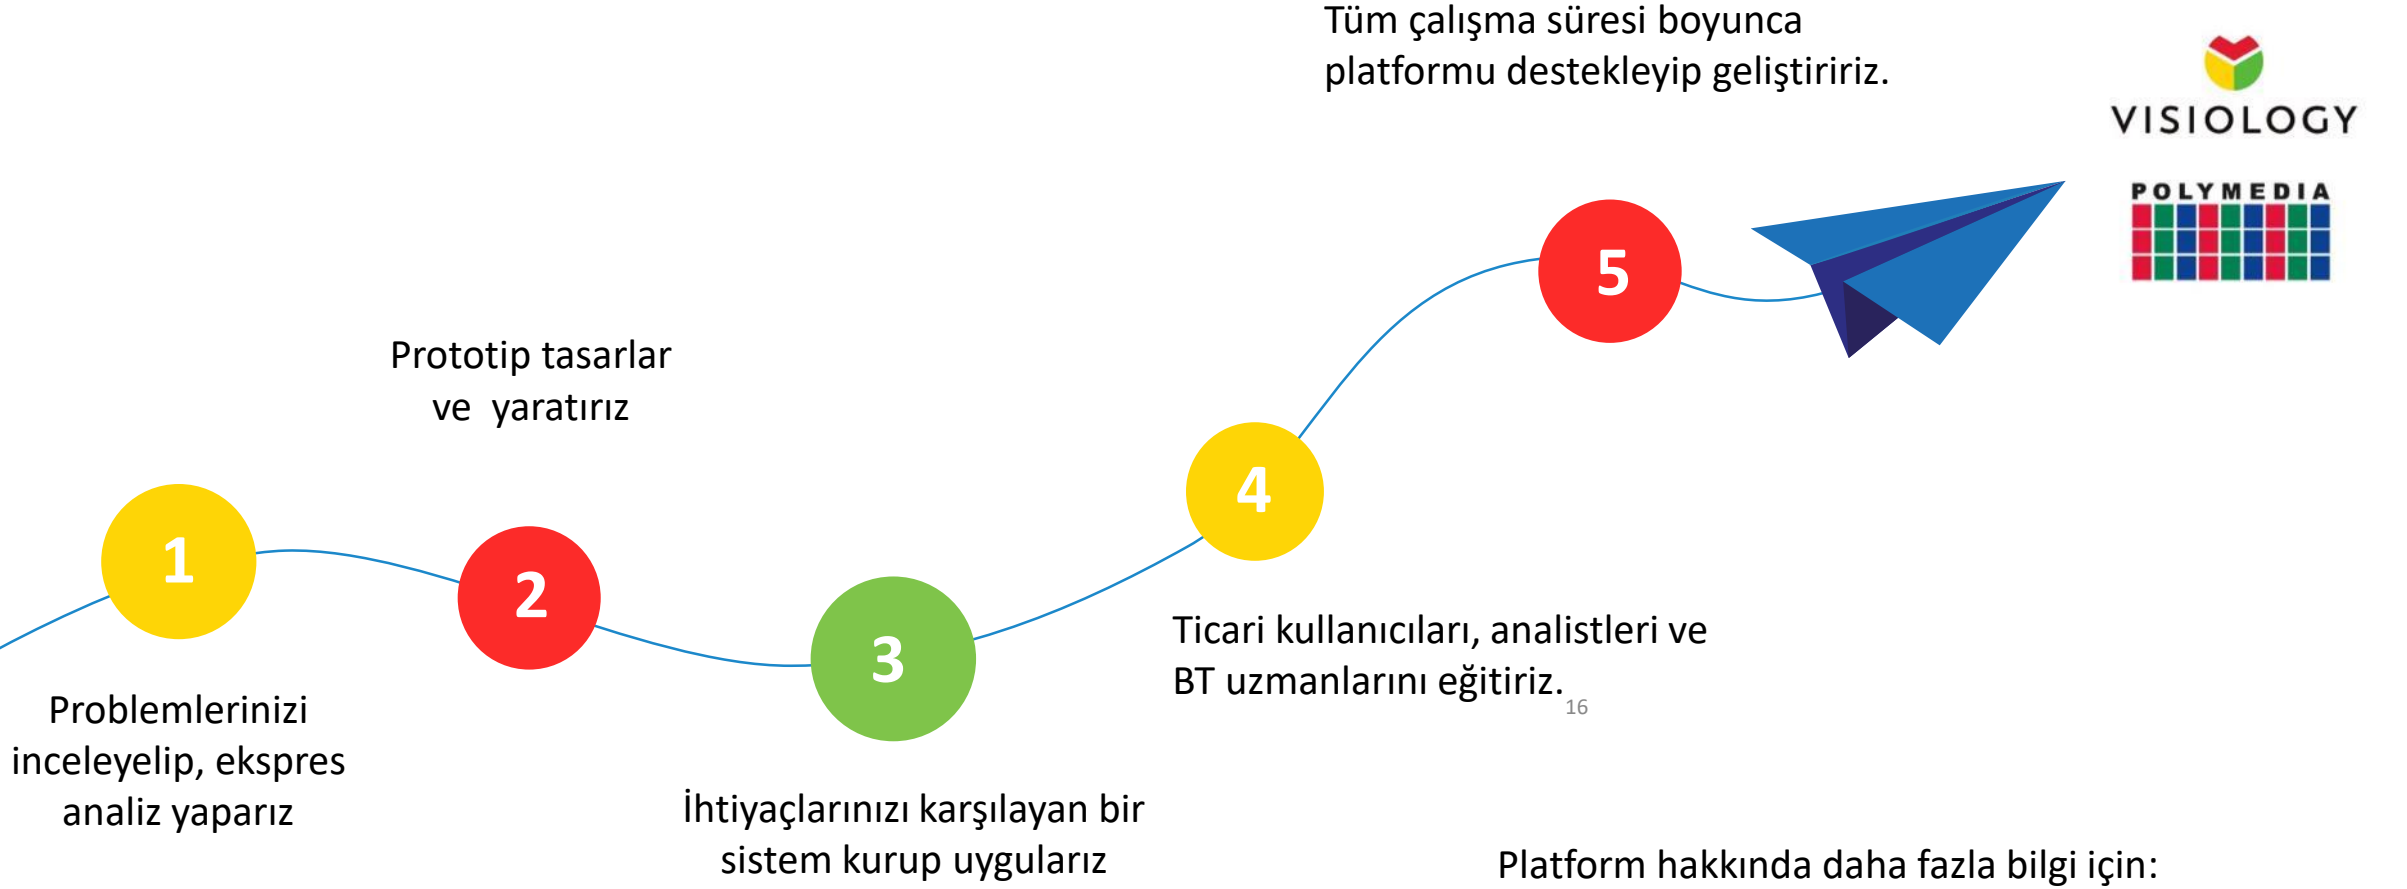 Tüm çalışma süresi boyunca
platformu destekleyip geliştiririz.
VISIOLOGY
POLYMEDIA
5
Prototip tasarlar
ve yaratırız
4
1
2
3
Ticari kullanıcıları, analistleri ve
BT uzmanlarını eğitiriz.
16
Problemlerinizi
inceleyelip, ekspres
analiz yaparız
İhtiyaçlarınızı karşılayan bir
sistem kurup uygularız
Platform hakkında daha fazla bilgi için: